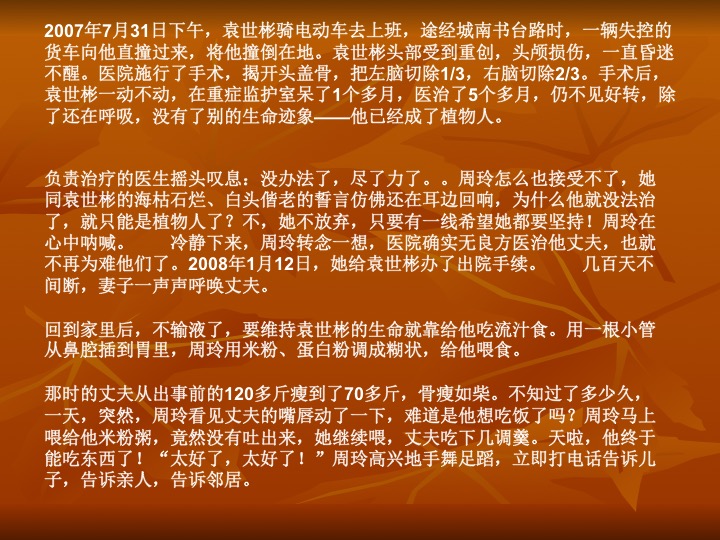 2007年7月31日下午，袁世彬骑电动车去上班，途经城南书台路时，一辆失控的
货车向他直撞过来，将他撞倒在地。袁世彬头部受到重创，头颅损伤，一直昏迷
不醒。医院施行了手术，揭开头盖骨，把左脑切除1/3，右脑切除2/3。手术后，
袁世彬一动不动，在重症监护室呆了1个多月，医治了5个多月，仍不见好转，除
了还在呼吸，没有了别的生命迹象——他已经成了植物人。
负责治疗的医生摇头叹息：没办法了，尽了力了。。周玲怎么也接受不了，她
同袁世彬的海枯石烂、白头偕老的誓言仿佛还在耳边回响，为什么他就没法治
了，就只能是植物人了？不，她不放弃，只要有一线希望她都要坚持！周玲在
心中呐喊。　　冷静下来，周玲转念一想，医院确实无良方医治他丈夫，也就
不再为难他们了。2008年1月12日，她给袁世彬办了出院手续。　　几百天不
间断，妻子一声声呼唤丈夫。
回到家里后，不输液了，要维持袁世彬的生命就靠给他吃流汁食。用一根小管
从鼻腔插到胃里，周玲用米粉、蛋白粉调成糊状，给他喂食。
那时的丈夫从出事前的120多斤瘦到了70多斤，骨瘦如柴。不知过了多少久，
一天，突然，周玲看见丈夫的嘴唇动了一下，难道是他想吃饭了吗？周玲马上
喂给他米粉粥，竟然没有吐出来，她继续喂，丈夫吃下几调羹。天啦，他终于
能吃东西了！“太好了，太好了！”周玲高兴地手舞足蹈，立即打电话告诉儿
子，告诉亲人，告诉邻居。